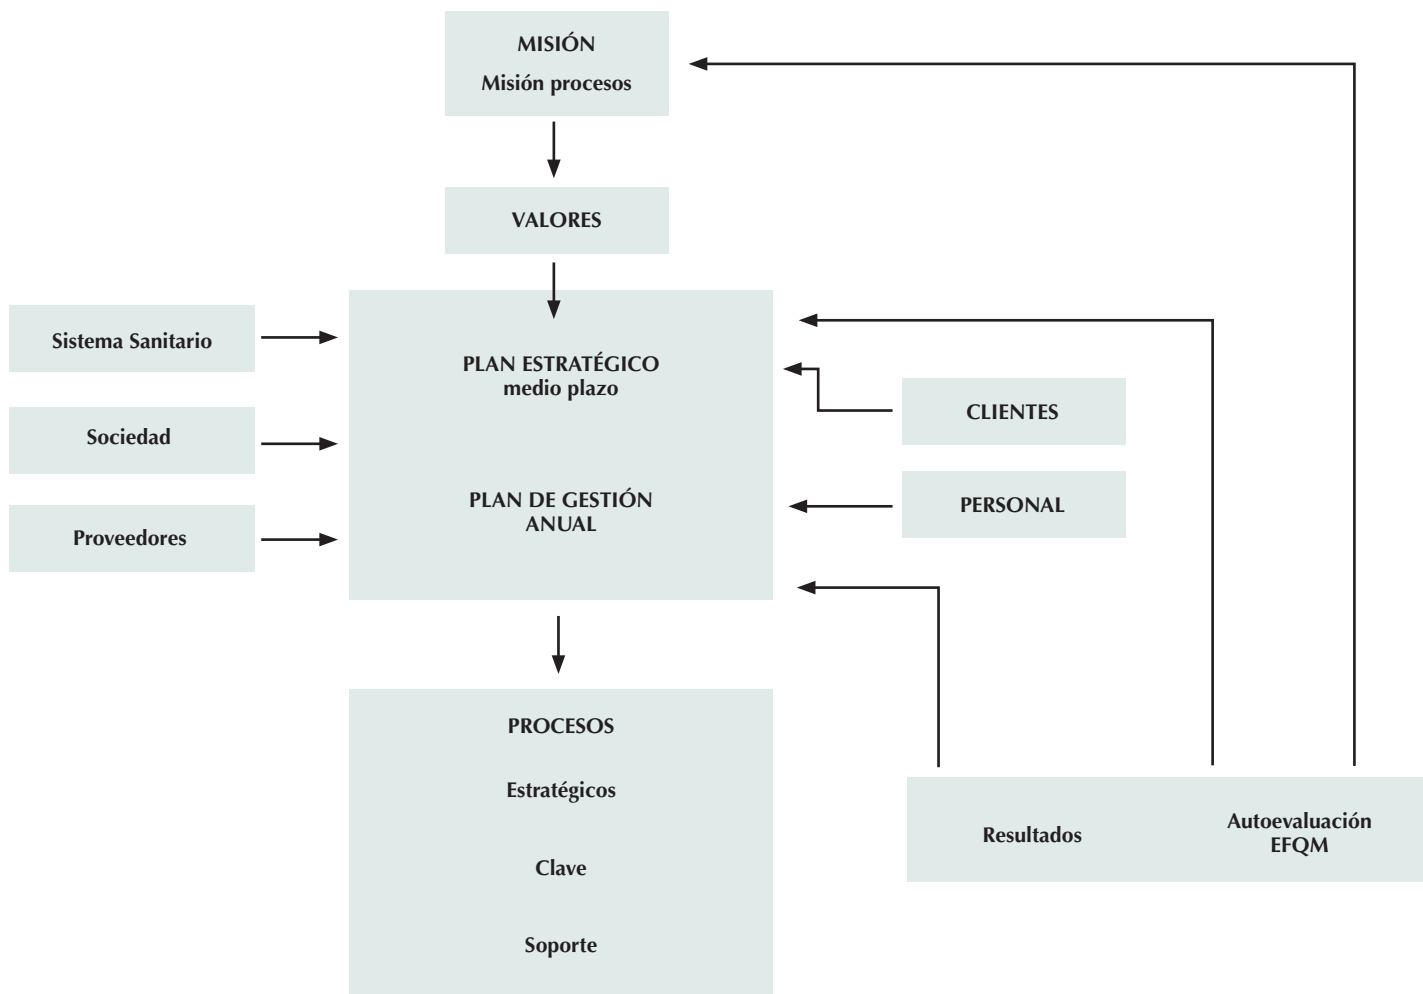 MISIÓN
Misión procesos
VALORES
Sistema Sanitario
Sociedad
Proveedores
PLAN ESTRATÉGICO
medio plazo
PLAN DE GESTIÓN
ANUAL
CLIENTES
PERSONAL
PROCESOS
Estratégicos
Clave
Soporte
Resultados
Autoevaluación
EFQM